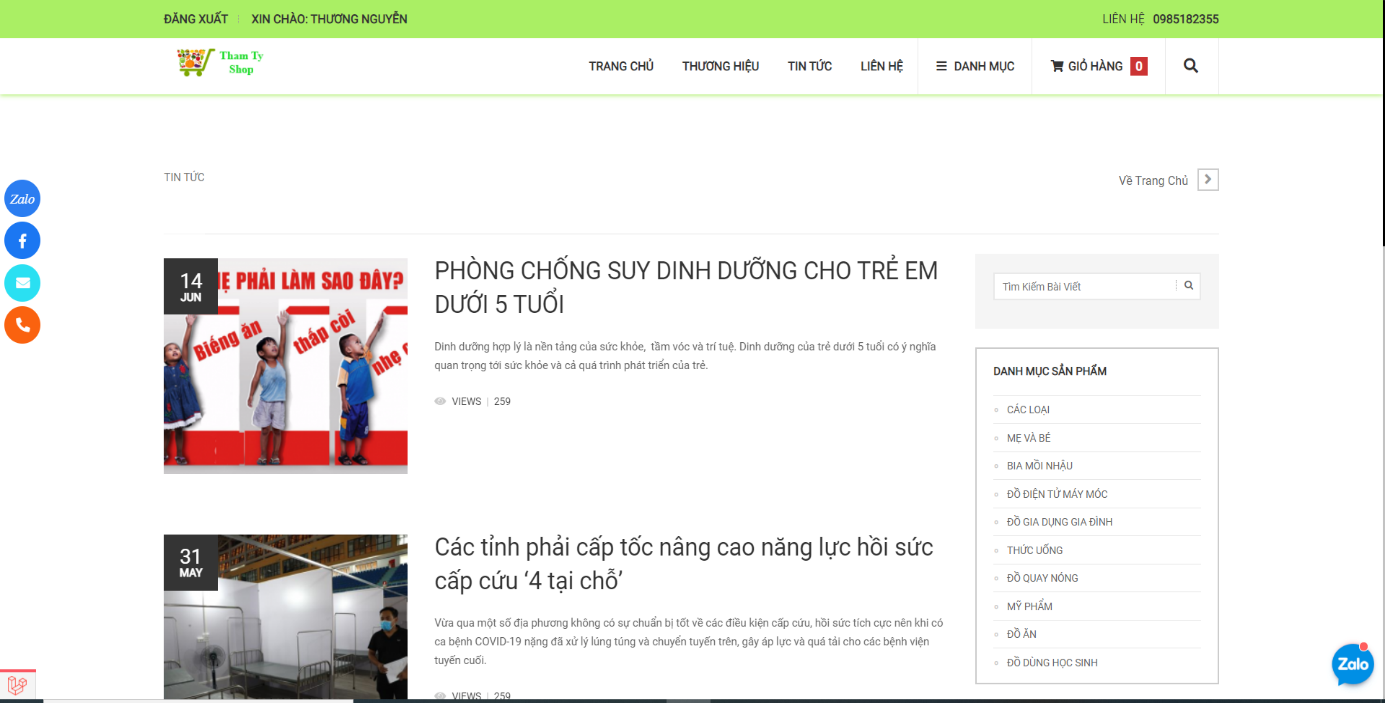 ĐĂNG XUẤT
XIN CHÀO: THƯƠNG NGUYỄN
LIÊN HỆ 0985182355
Tham Ty
Shop
TRANG CHỦ
THƯƠNG HIỆU
TIN TỨC
LIÊN HỆ
DANH MỤC
GIỎ HÀNG 0
TIN TỨC
Về Trang Chủ
Zalo
14
JUN
HẸ PHẢI LÀM SAO ĐÂY?
Biếng ăn
thấp còi
nhẹ
PHÒNG CHỐNG SUY DINH DƯỠNG CHO TRẺ EM
DƯỚI 5 TUỔI
Dinh dưỡng hợp lý là nền tảng của sức khỏe, tầm vóc và trí tuệ. Dinh dưỡng của trẻ dưới 5 tuổi có ý nghĩa
quan trọng tới sức khỏe và cả quá trình phát triển của trẻ.
VIEWS | 259
Tìm Kiếm Bài Viết
DANH MỤC SẢN PHẨM
CÁC LOẠI
MẸ VÀ BÉ
BIA MỒI NHẬU
ĐỒ ĐIỆN TỬ MÁY MÓC
ĐỒ GIA DỤNG GIA ĐÌNH
THỨC UỐNG
ĐỒ QUAY NÓNG
MỸ PHẨM
ĐỒ ĂN
ĐỒ DÙNG HỌC SINH
31
MAY
Các tỉnh phải cấp tốc nâng cao năng lực hồi sức
cấp cứu ‘4 tại chỗ’
Vừa qua một số địa phương không có sự chuẩn bị tốt về các điều kiện cấp cứu, hồi sức tích cực nên khi có
ca bệnh COVID-19 nặng đã xử lý lúng túng và chuyển tuyến trên, gây áp lực và quá tải cho các bệnh viện
tuyến cuối.
VIEWS | 259
Zalo